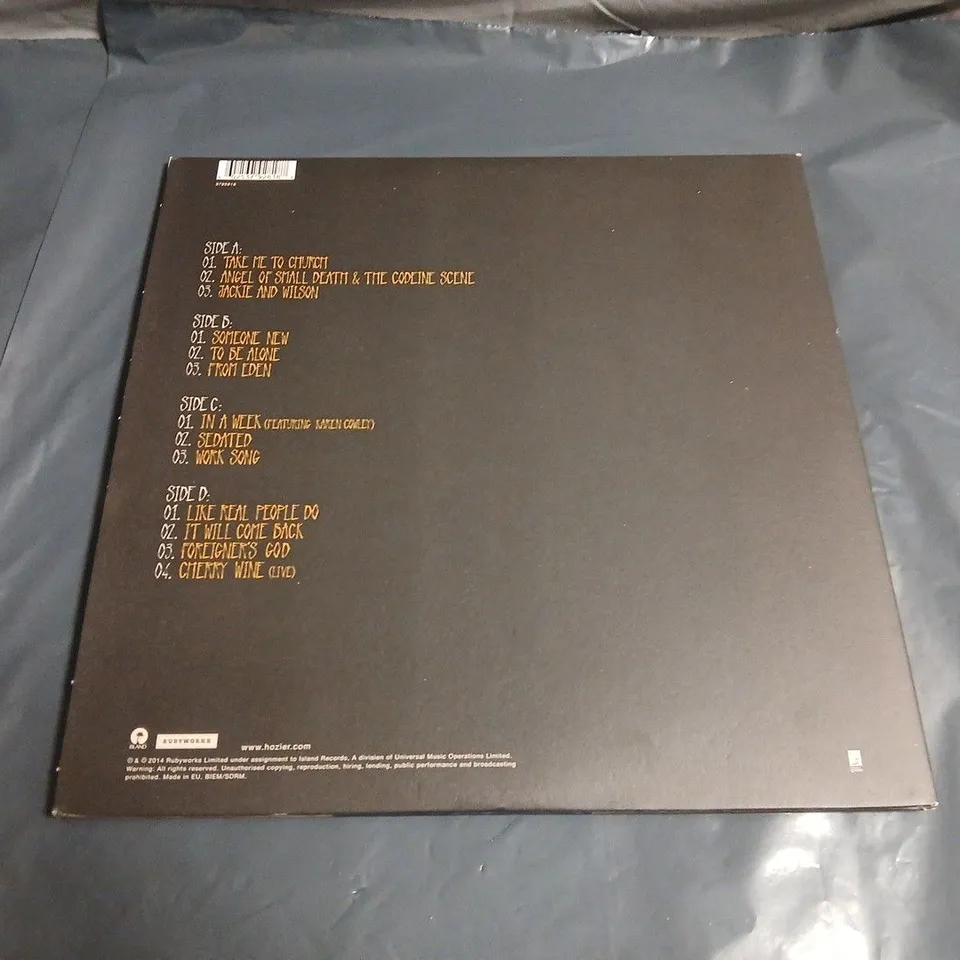 SIDE A:
01. TAKE ME TO CHURCH
02. ANGEL OF SMALL DEATH & THE CODEINE SCENE
03. JACKIE AND WILSON
SIDE B:
01. SOMEONE NEW
02. TO BE ALONE
03. FROM EDEN
SIDE C:
01. IN A WEEK (FEATURING KAREN COWLEY)
02. SEDATED
03. WORK SONG
SIDE D:
01. LIKE REAL PEOPLE DO
02. IT WILL COME BACK
03. FOREIGNER'S GOD
04. CHERRY WINE (LIVE)
ISLAND RUBYWORKS www.hozier.com
℗ & © 2014 Rubyworks Limited under assignment to Island Records, A division of Universal Music Operations Limited.
Warning: All rights reserved. Unauthorised copying, reproduction, hiring, lending, public performance and broadcasting
prohibited. Made in EU. BIEM/SDRM.